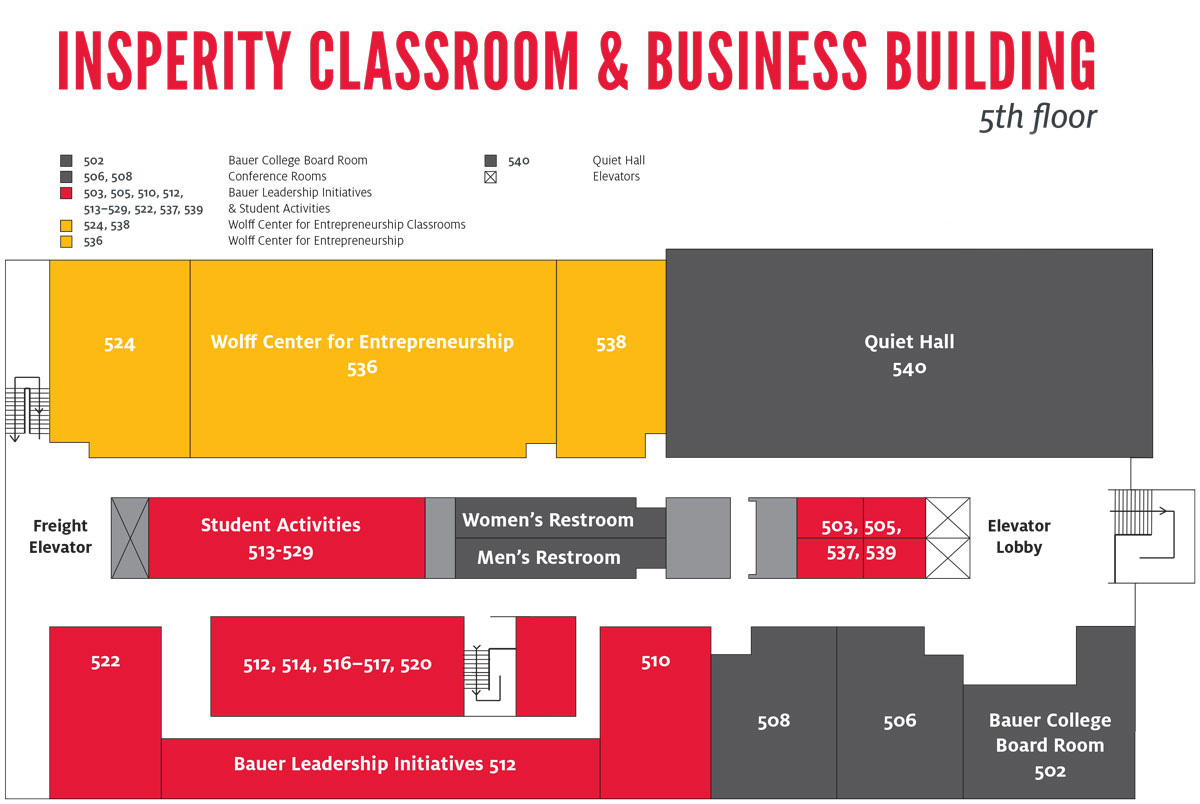 INSPERITY CLASSROOM & BUSINESS BUILDING
5th floor
502 Bauer College Board Room
506, 508 Conference Rooms
503, 505, 510, 512, Bauer Leadership Initiatives
513–529, 522, 537, 539 & Student Activities
524, 538 Wolff Center for Entrepreneurship Classrooms
536 Wolff Center for Entrepreneurship
540 Quiet Hall
Elevators
524
Wolff Center for Entrepreneurship
536
538
Quiet Hall
540
Freight
Elevator
Student Activities
513-529
Women's Restroom
Men's Restroom
503, 505,
537, 539
Elevator
Lobby
522
512, 514, 516–517, 520
510
Bauer Leadership Initiatives 512
508
506
Bauer College
Board Room
502